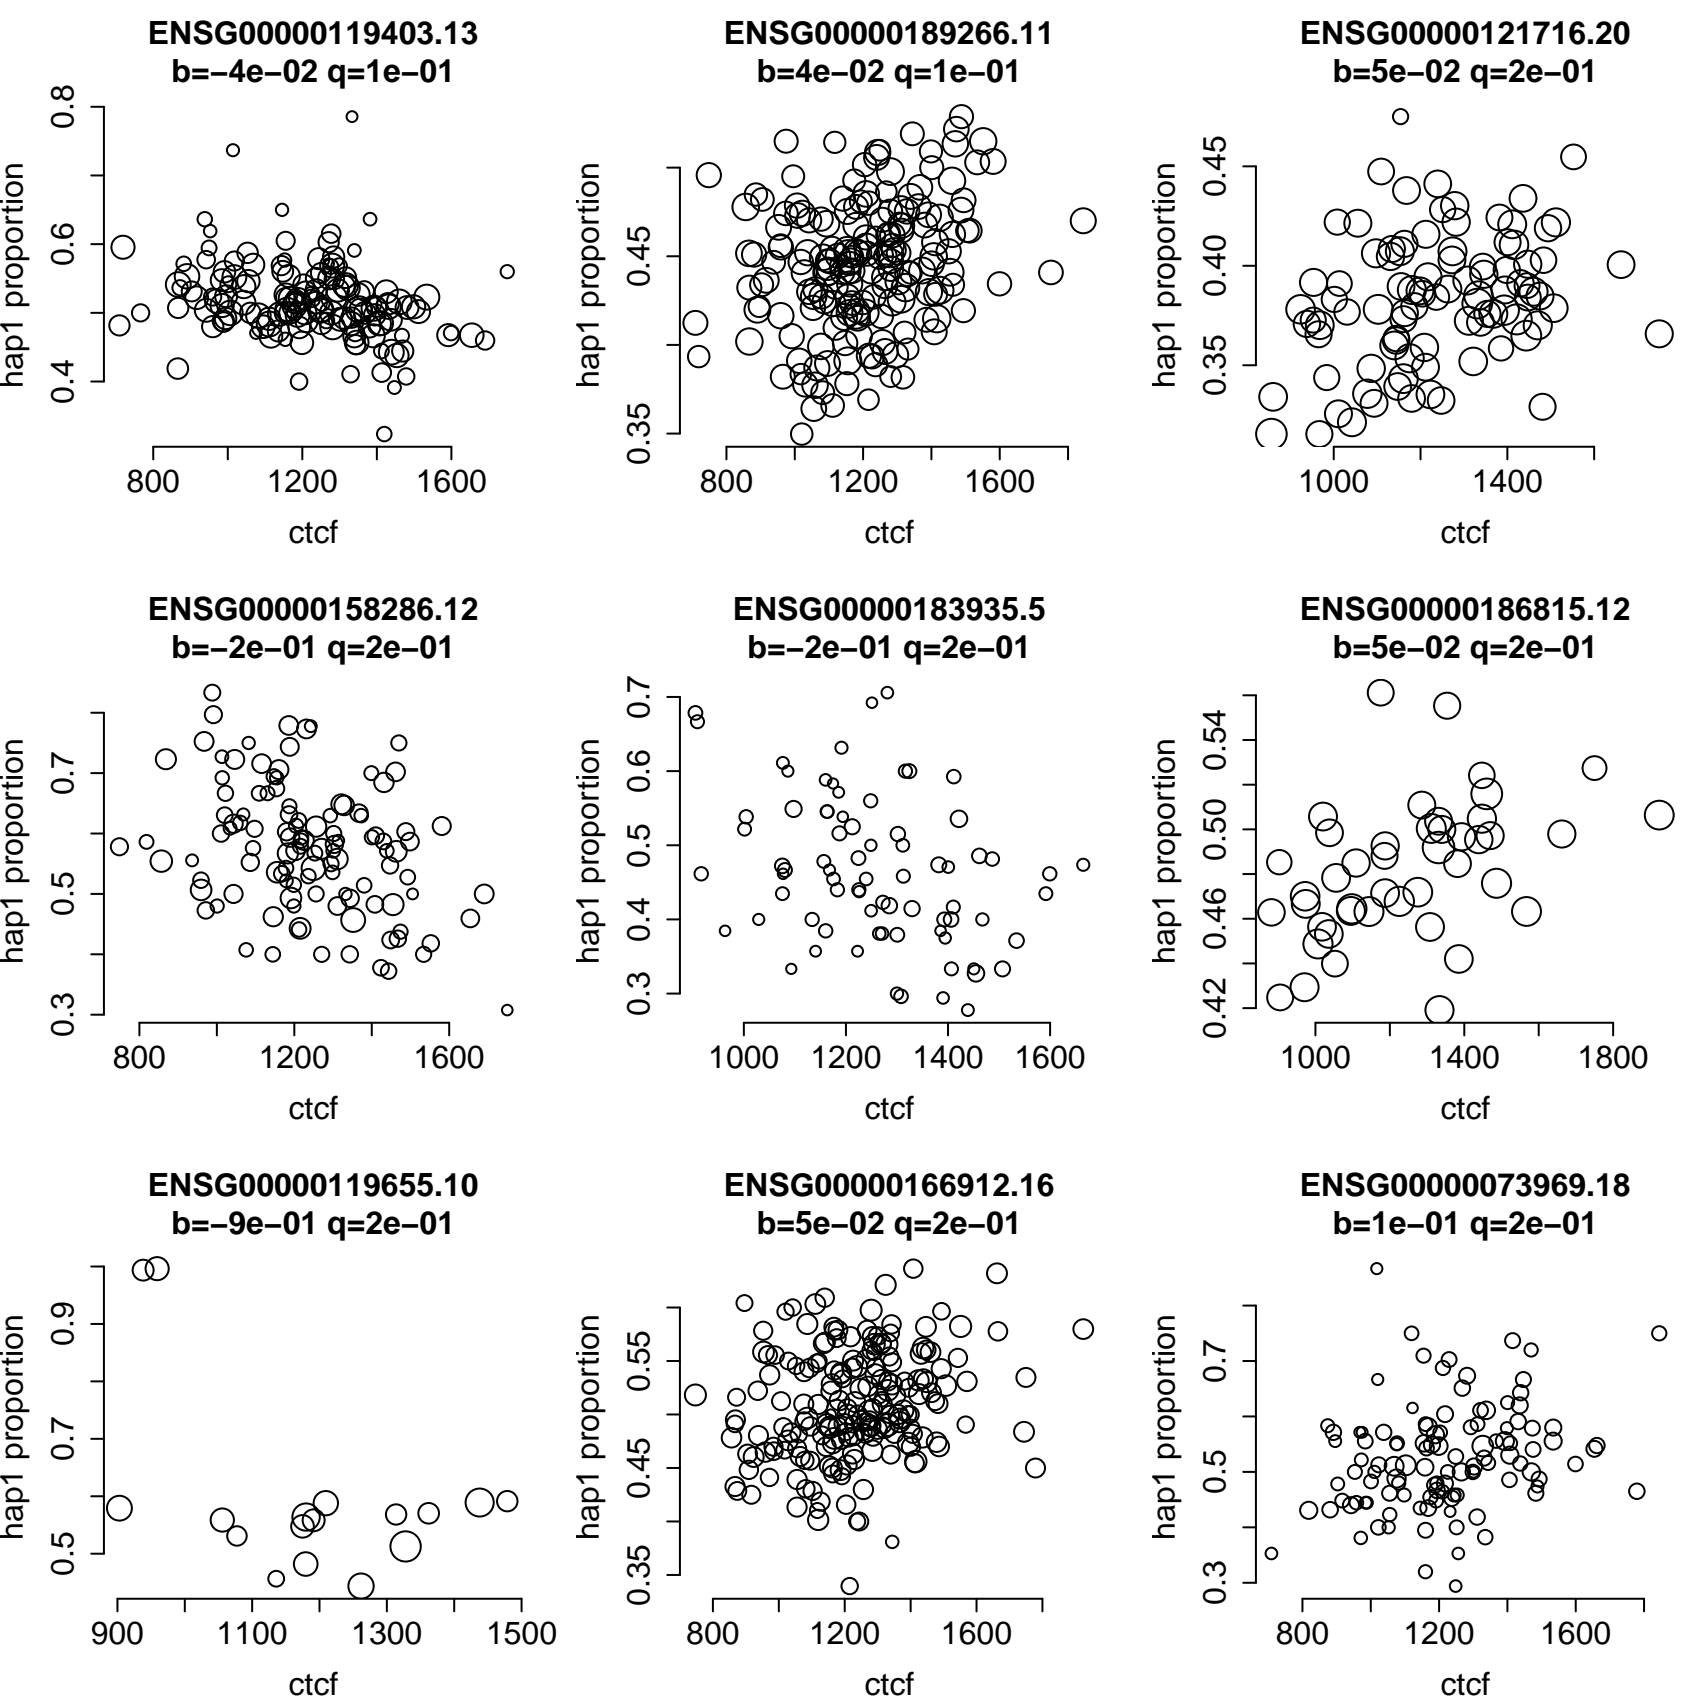 ENSG00000119403.13
b=−4e−02 q=1e−01
hap1 proportion
0.8
0.6
0.4
800 1200 1600
ctcf
ENSG00000189266.11
b=4e−02 q=1e−01
hap1 proportion
0.45
0.35
800 1200 1600
ctcf
ENSG00000121716.20
b=5e−02 q=2e−01
hap1 proportion
0.45
0.40
0.35
1000 1400
ctcf
ENSG00000158286.12
b=−2e−01 q=2e−01
hap1 proportion
0.7
0.5
0.3
800 1200 1600
ctcf
ENSG00000183935.5
b=−2e−01 q=2e−01
hap1 proportion
0.7
0.6
0.5
0.4
0.3
1000 1200 1400 1600
ctcf
ENSG00000186815.12
b=5e−02 q=2e−01
hap1 proportion
0.54
0.50
0.46
0.42
1000 1400 1800
ctcf
ENSG00000119655.10
b=−9e−01 q=2e−01
hap1 proportion
0.9
0.7
0.5
900 1100 1300 1500
ctcf
ENSG00000166912.16
b=5e−02 q=2e−01
hap1 proportion
0.55
0.45
0.35
800 1200 1600
ctcf
ENSG00000073969.18
b=1e−01 q=2e−01
hap1 proportion
0.7
0.5
0.3
800 1200 1600
ctcf